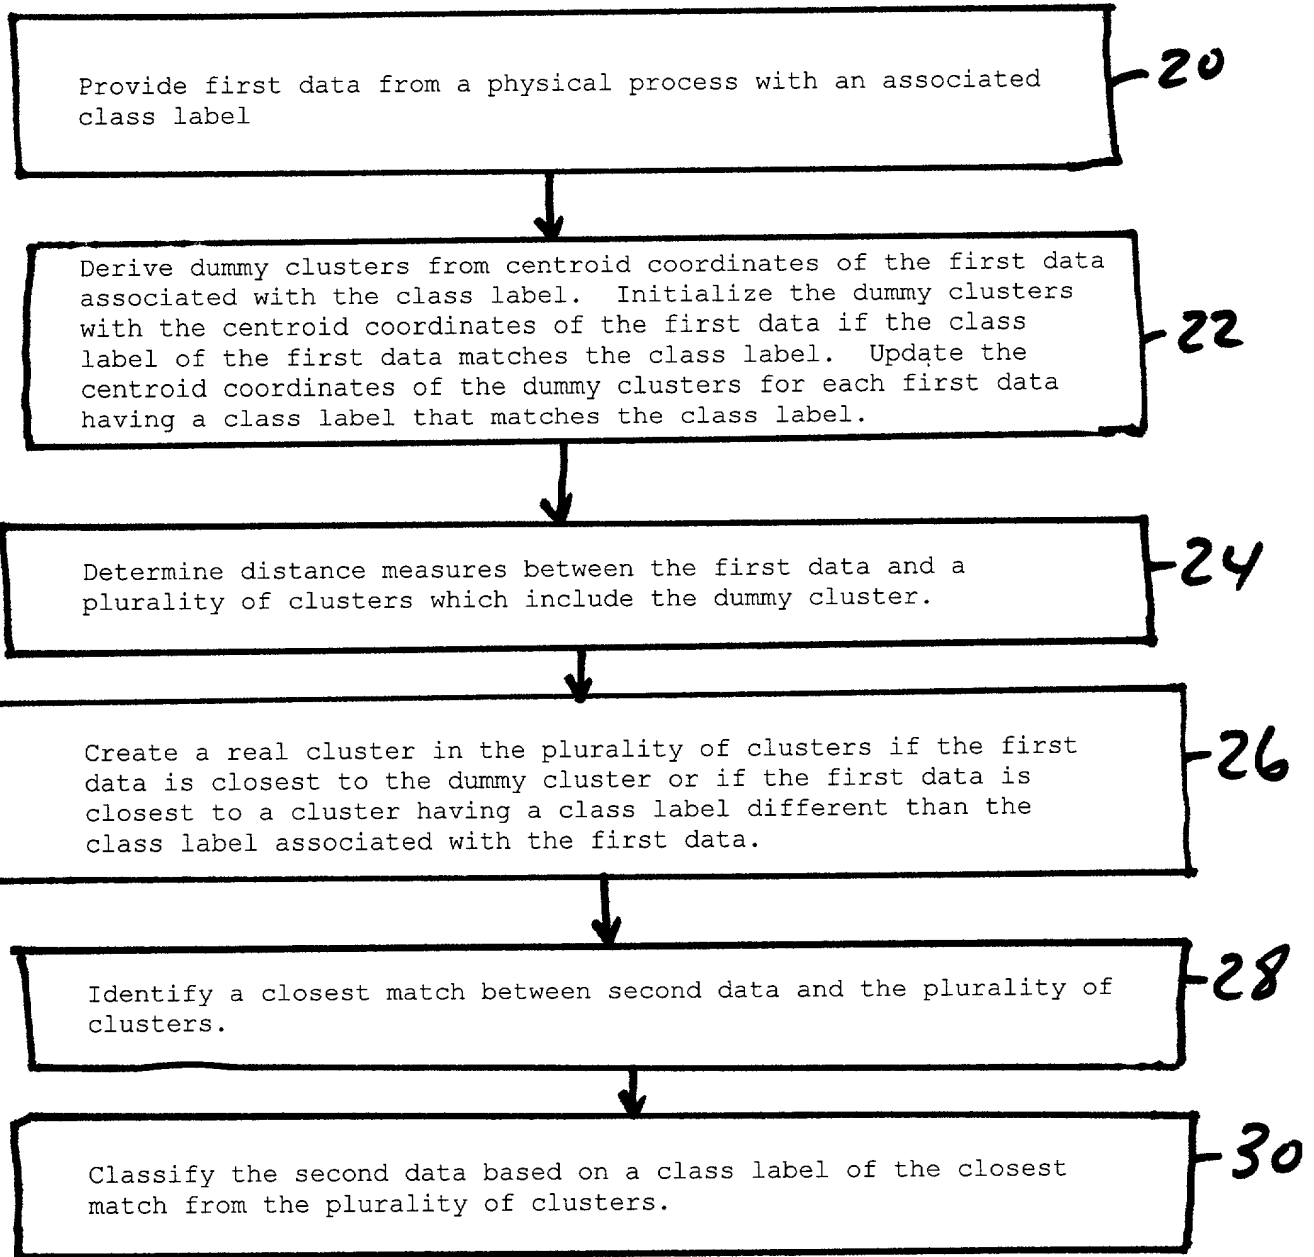 Provide first data from a physical process with an associated
class label
20
Derive dummy clusters from centroid coordinates of the first data
associated with the class label.  Initialize the dummy clusters
with the centroid coordinates of the first data if the class
label of the first data matches the class label.  Update the
centroid coordinates of the dummy clusters for each first data
having a class label that matches the class label.
22
Determine distance measures between the first data and a
plurality of clusters which include the dummy cluster.
24
Create a real cluster in the plurality of clusters if the first
data is closest to the dummy cluster or if the first data is
closest to a cluster having a class label different than the
class label associated with the first data.
26
Identify a closest match between second data and the plurality of
clusters.
28
Classify the second data based on a class label of the closest
match from the plurality of clusters.
30